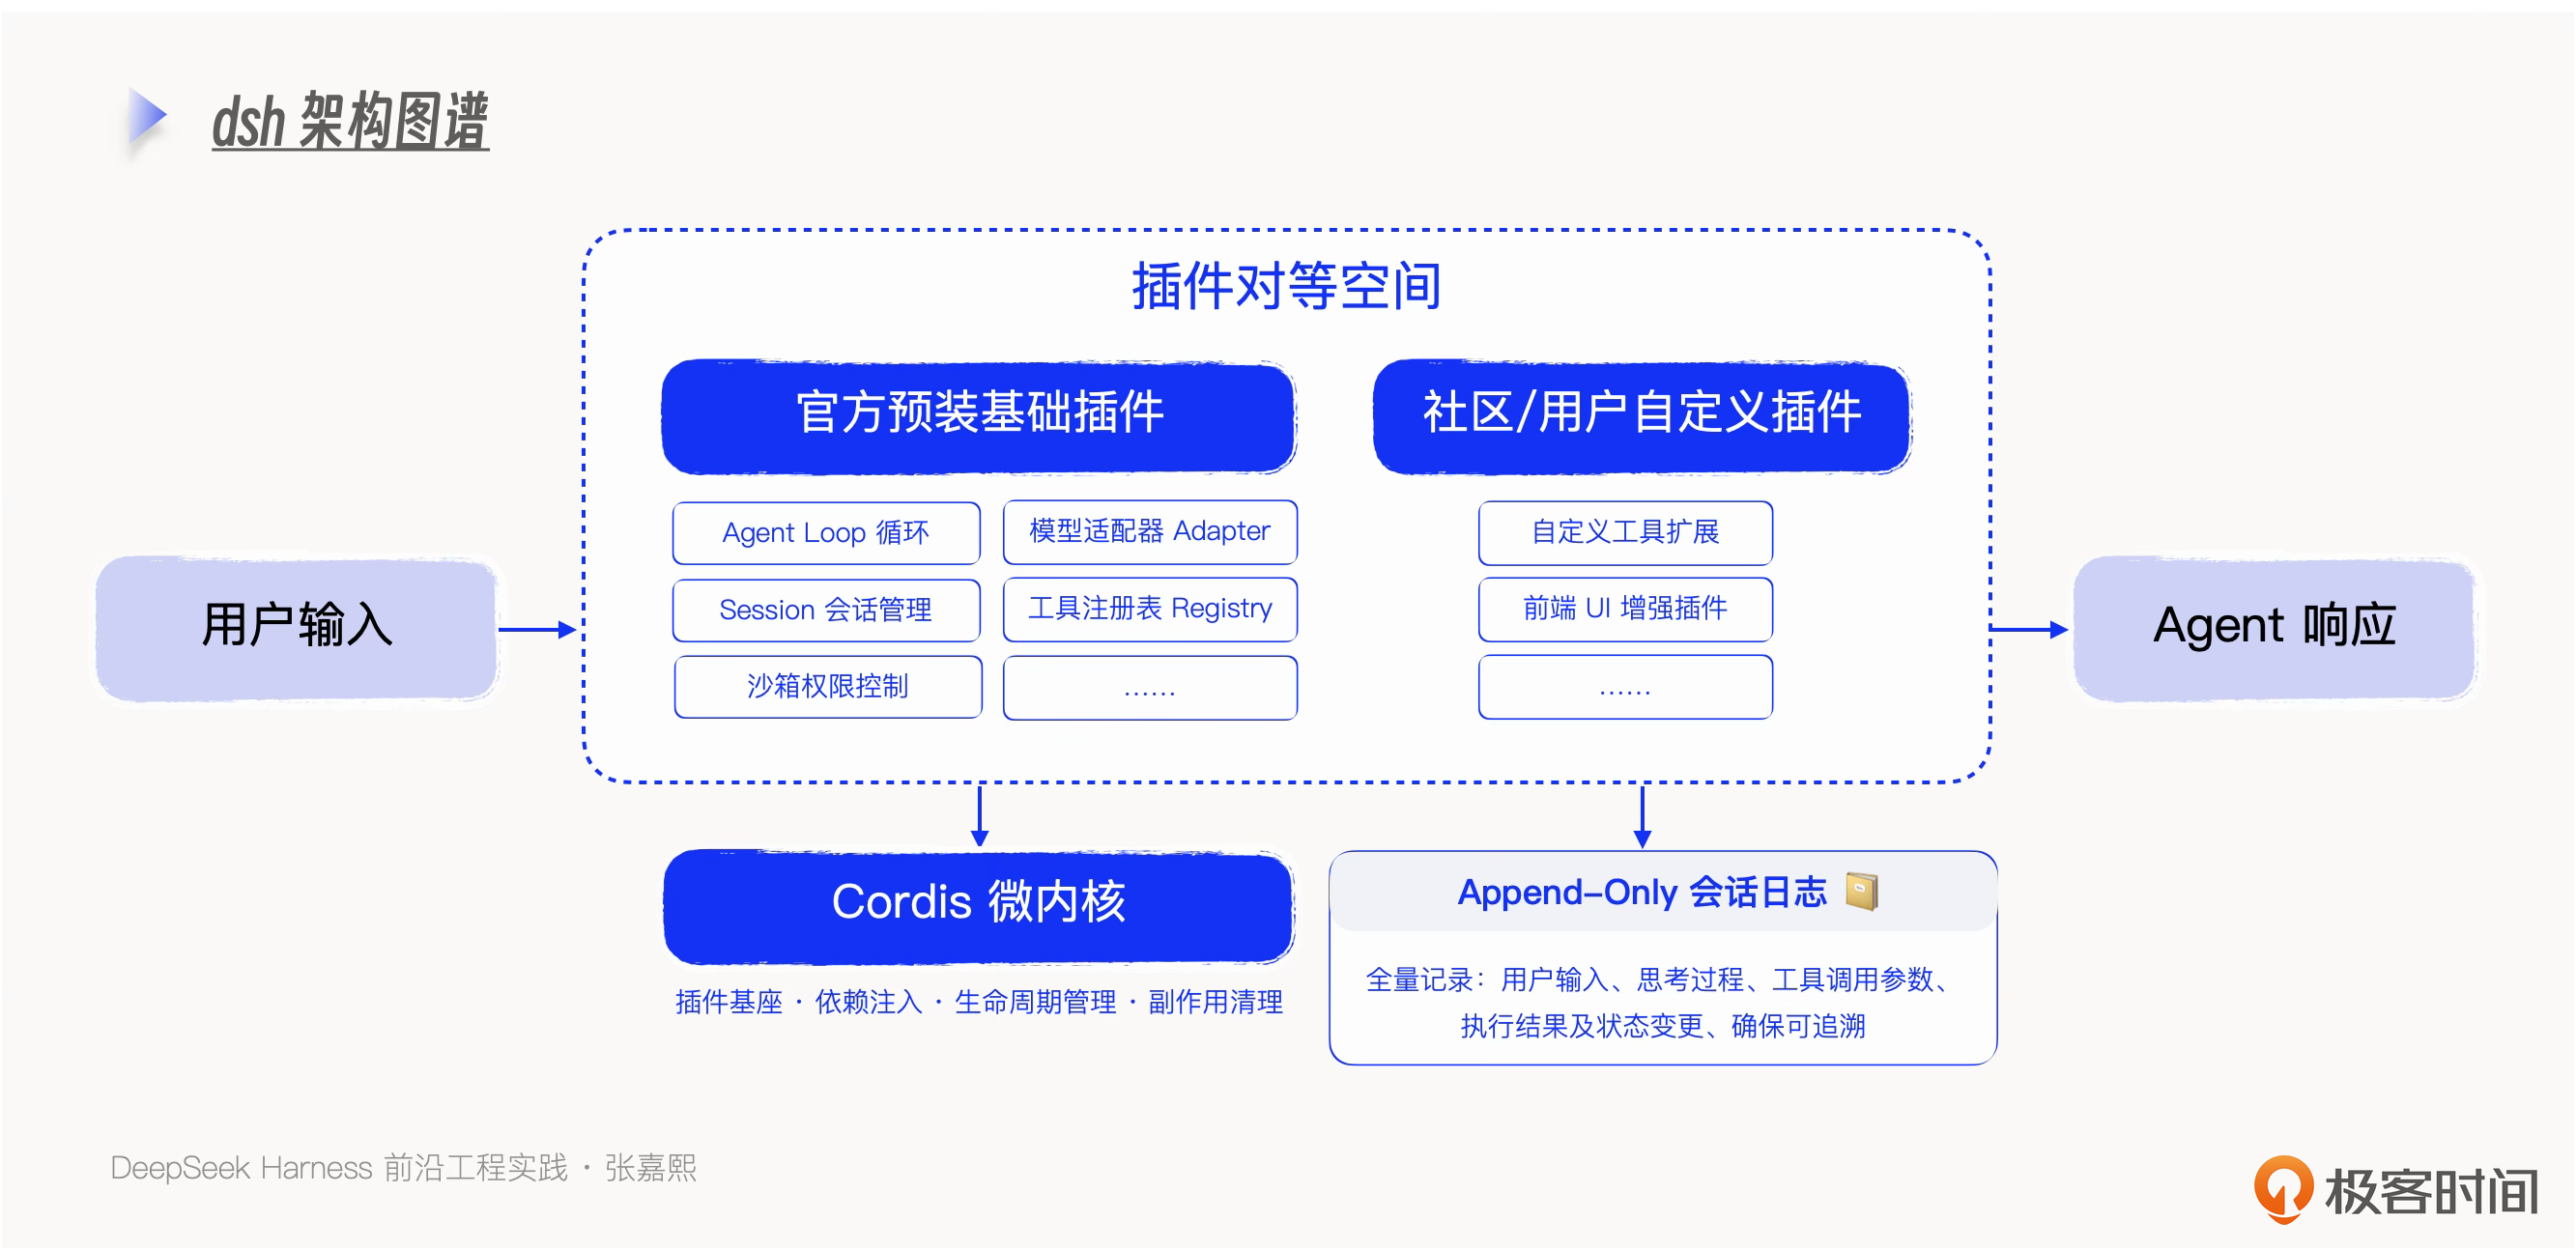 dsh 架构图谱
插件对等空间
官方预装基础插件
社区/用户自定义插件
Agent Loop 循环
模型适配器 Adapter
自定义工具扩展
Session 会话管理
工具注册表 Registry
前端 UI 增强插件
沙箱权限控制
……
……
用户输入
Agent 响应
Cordis 微内核
插件基座 · 依赖注入 · 生命周期管理 · 副作用清理
Append-Only 会话日志
全量记录：用户输入、思考过程、工具调用参数、
执行结果及状态变更、确保可追溯
DeepSeek Harness 前沿工程实践 · 张嘉熙
极客时间